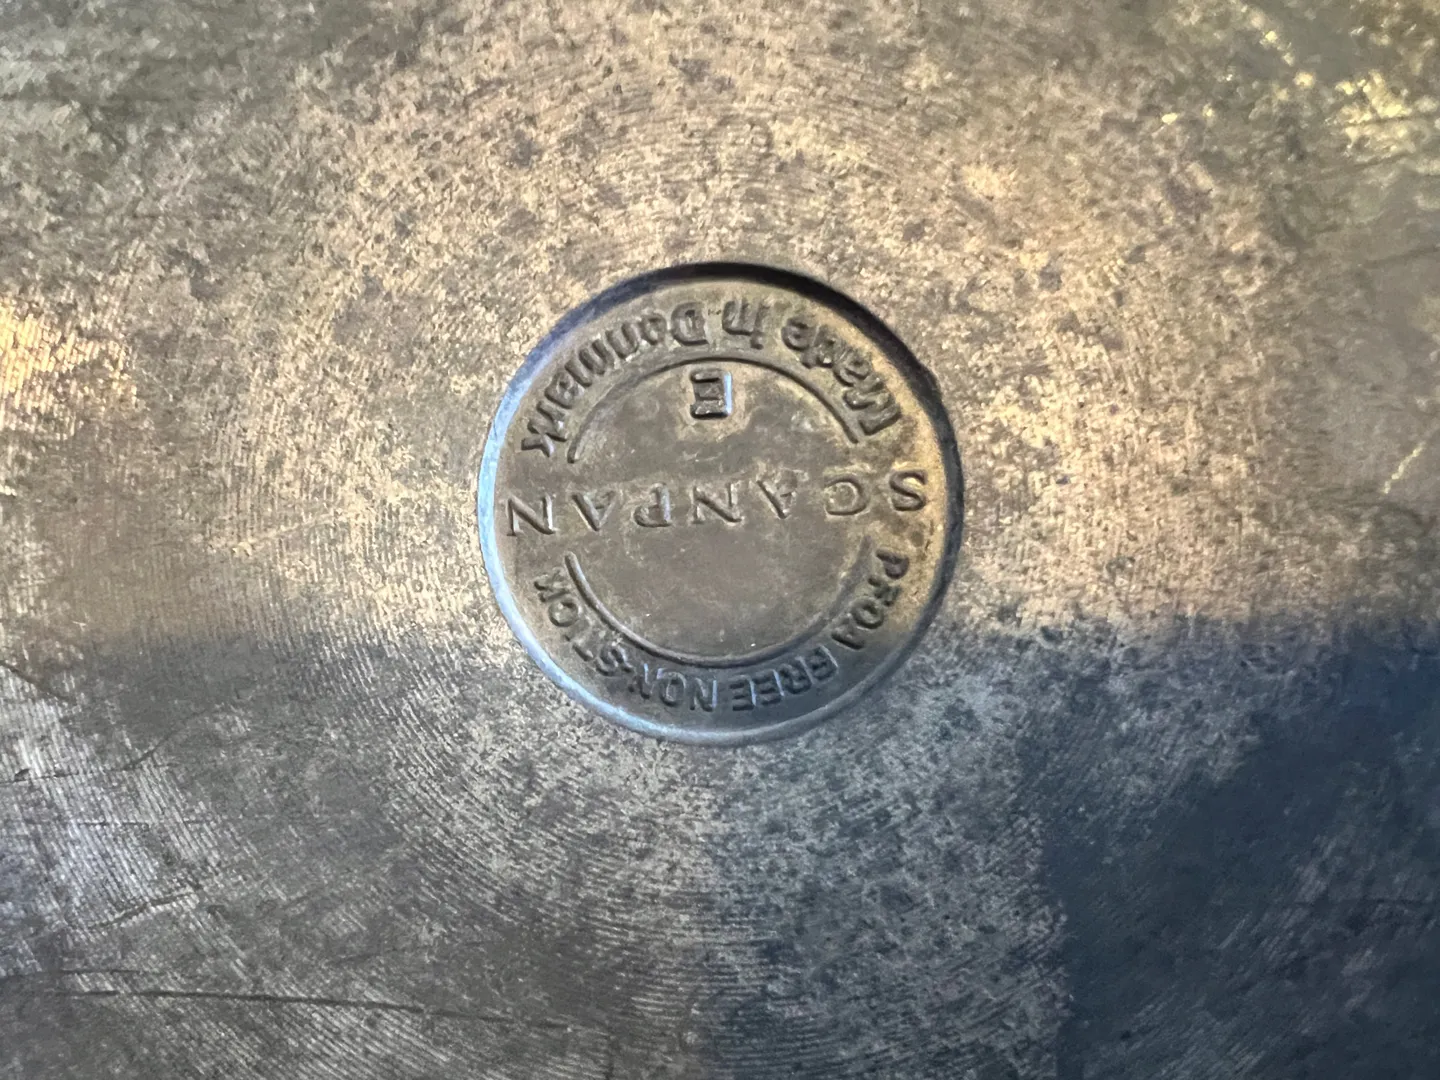 PFOA FREE NON-STICK
SCANPAN
Made in Denmark